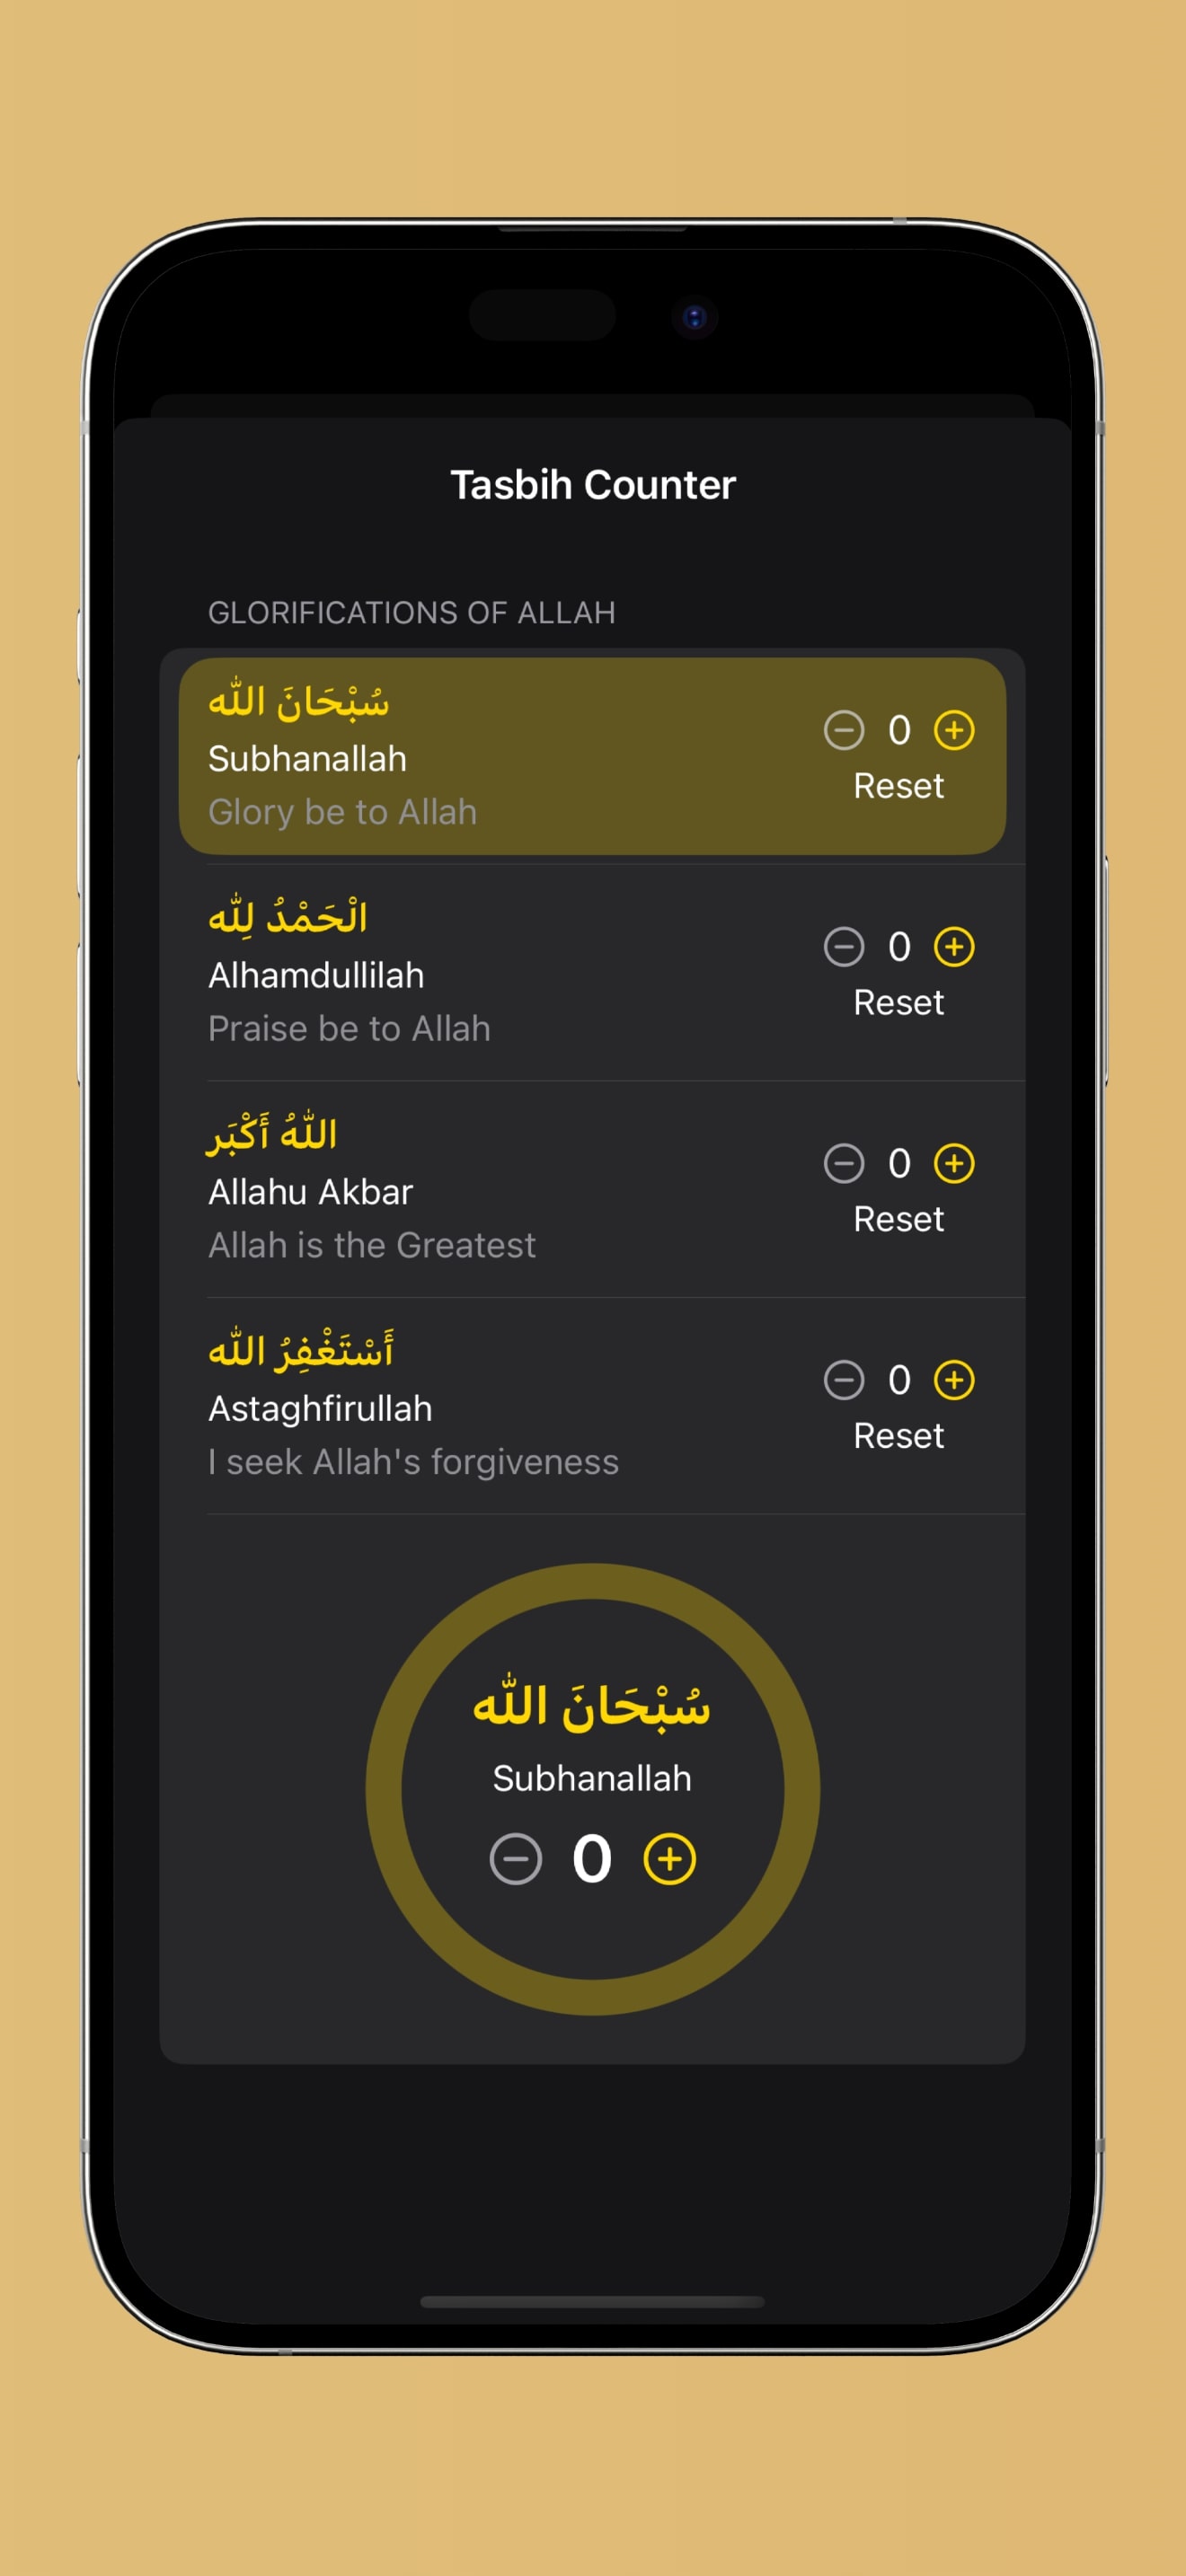 Tasbih Counter
GLORIFICATIONS OF ALLAH
سُبْحَانَ اللّٰه
Subhanallah
Glory be to Allah
0
Reset
الْحَمْدُ لِلّٰه
Alhamdullilah
Praise be to Allah
0
Reset
اللّٰهُ أَكْبَر
Allahu Akbar
Allah is the Greatest
0
Reset
أَسْتَغْفِرُ اللّٰه
Astaghfirullah
I seek Allah's forgiveness
0
Reset
سُبْحَانَ اللّٰه
Subhanallah
0